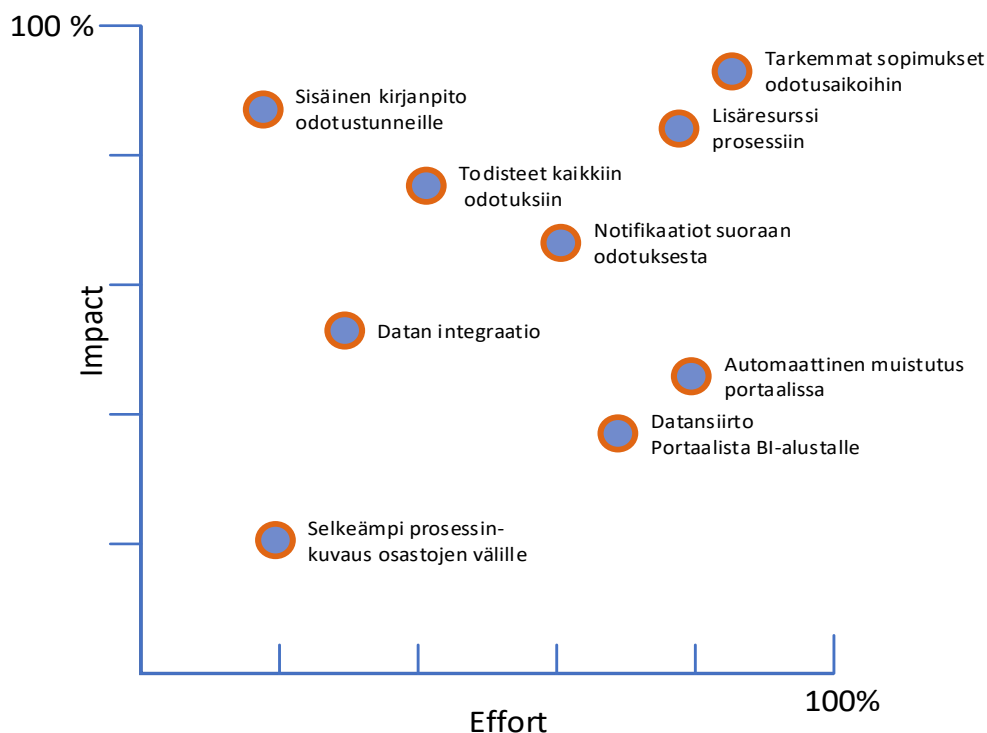 100 %
Tarkemmat sopimukset
odotusaikoihin
Sisäinen kirjanpito
odotustunneille
Lisäresurssi
prosessiin
Todisteet kaikkiin
odotuksiin
Notifikaatiot suoraan
odotuksesta
Impact
Datan integraatio
Automaattinen muistutus
portaalissa
Datansiirto
Portaalista BI-alustalle
Selkeämpi prosessin-
kuvaus osastojen välille
100%
Effort